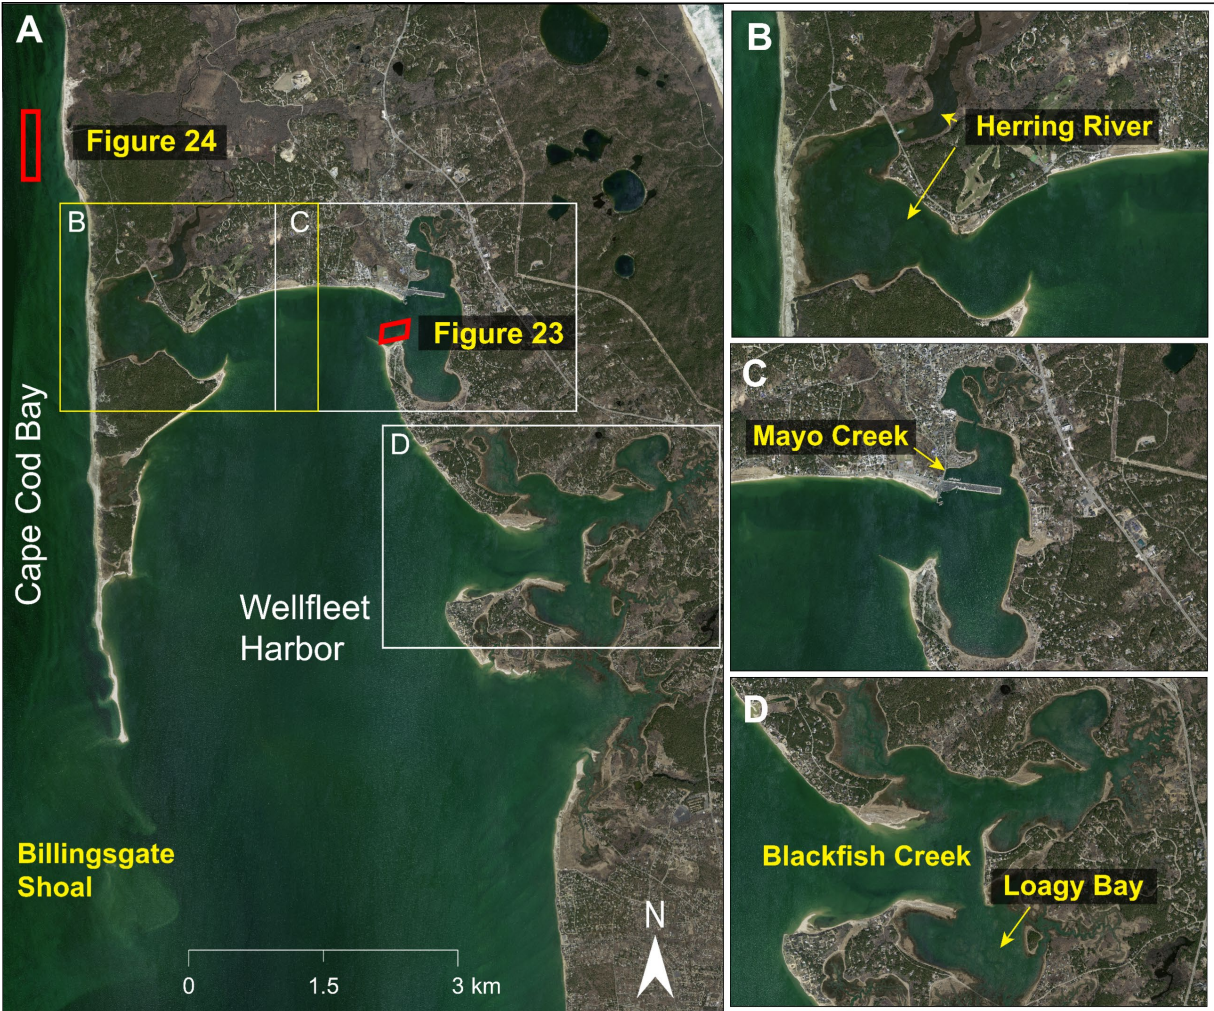 A
Figure 24
B
C
Figure 23
D
Cape Cod Bay
Wellfleet
Harbor
Billingsgate
Shoal
N
0 1.5 3 km
B
Herring River
C
Mayo Creek
D
Blackfish Creek
Loagy Bay